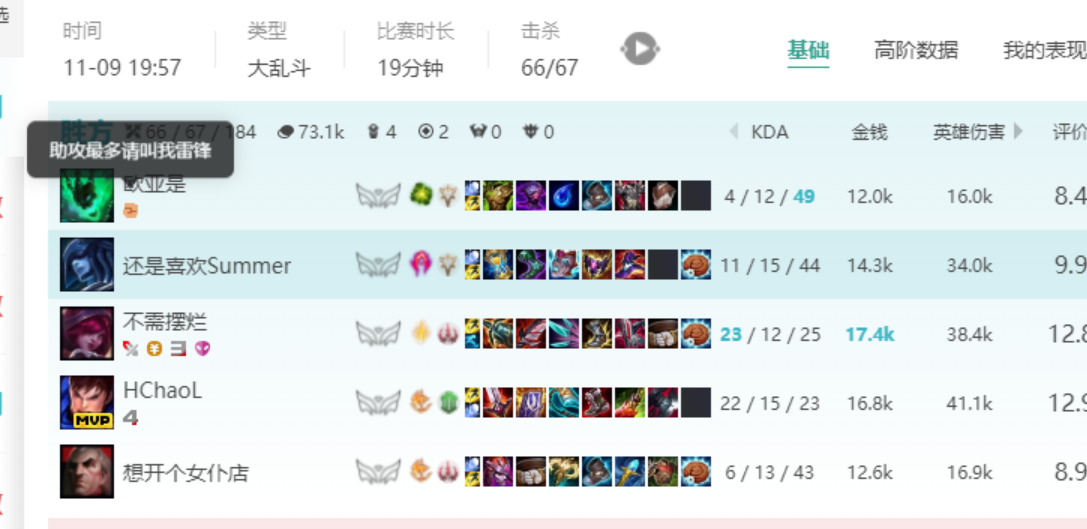 选
时间 类型 比赛时长 击杀
11-09 19:57 大乱斗 19分钟 66/67
基础 高阶数据 我的表现
胜方 66 / 67 / 184 73.1k 4 2 0 0 KDA 金钱 英雄伤害 评价
助攻最多请叫我雷锋
欧亚是 4 / 12 / 49 12.0k 16.0k 8.4
还是喜欢Summer 11 / 15 / 44 14.3k 34.0k 9.9
不需摆烂 23 / 12 / 25 17.4k 38.4k 12.8
HChaoL 22 / 15 / 23 16.8k 41.1k 12.9
MVP 4
想开个女仆店 6 / 13 / 43 12.6k 16.9k 8.9